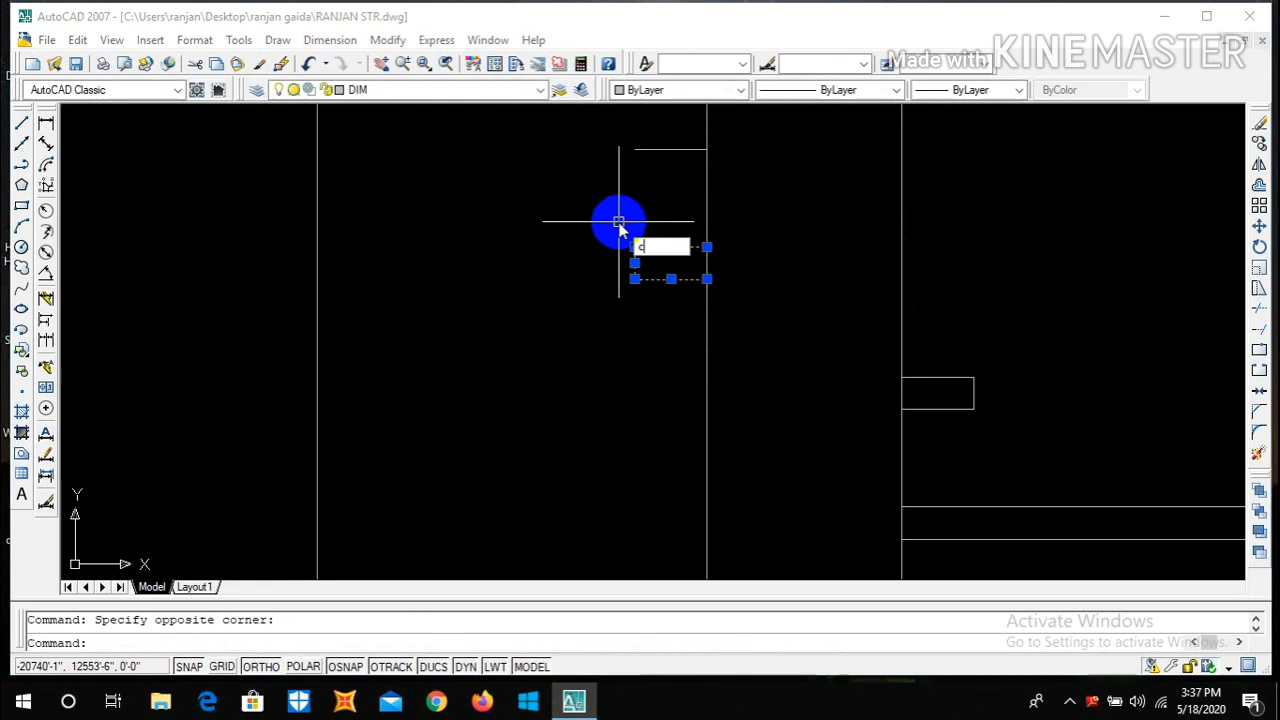 AutoCAD 2007 - [C:\Users\ranjan\Desktop\ranjan gaida\RANJAN STR.dwg]
File Edit View Insert Format Tools Draw Dimension Modify Express Window Help
Made with KINEMASTER
AutoCAD Classic DIM ByLayer ByLayer ByLayer ByColor
c
Y
X
A
Model Layout1
Command: Specify opposite corner:
Command:
Activate Windows
Go to Settings to activate Windows.
-20740'-1", 12553'-6", 0'-0" SNAP GRID ORTHO POLAR OSNAP OTRACK DUCS DYN LWT MODEL
3:37 PM
5/18/2020
1